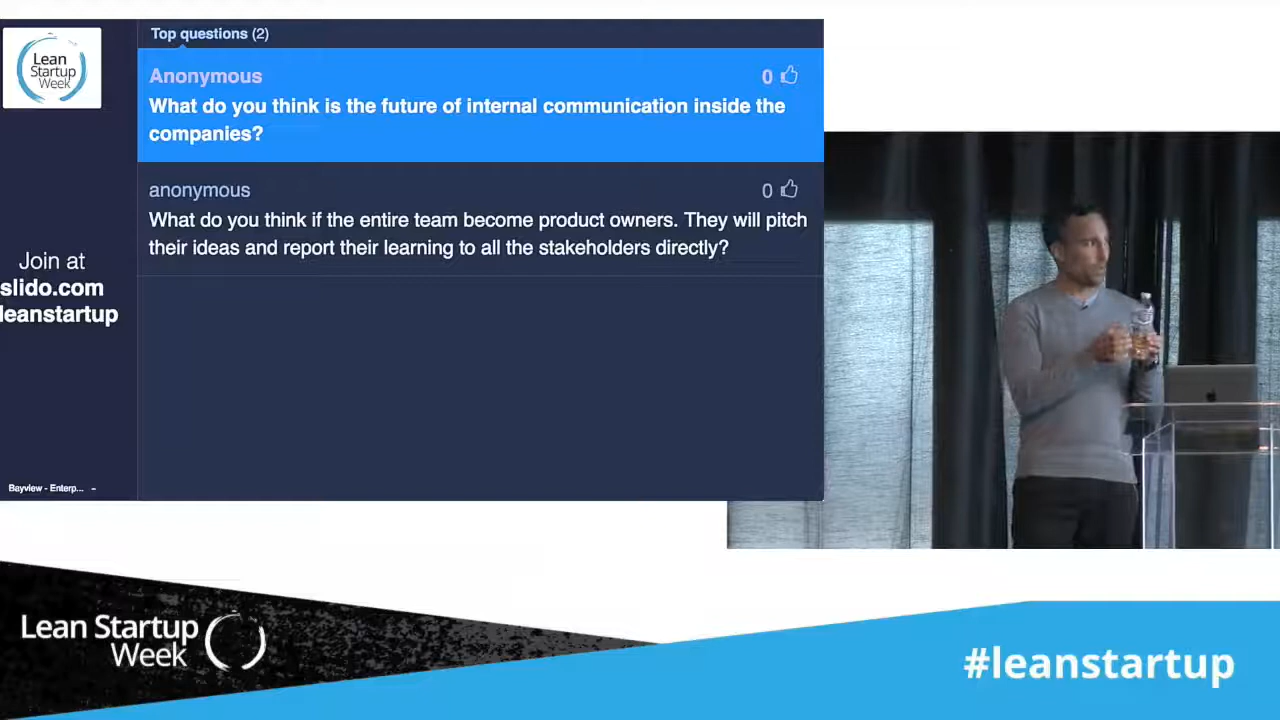 Lean
Startup
Week
Top questions (2)
Anonymous
0
What do you think is the future of internal communication inside the
companies?
anonymous
0
What do you think if the entire team become product owners. They will pitch
their ideas and report their learning to all the stakeholders directly?
Join at
slido.com
leanstartup
Bayview - Enterp...
Lean Startup
Week
#leanstartup